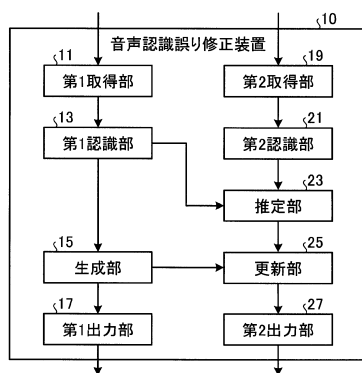 10
音声認識誤り修正装置
11
第1取得部
19
第2取得部
13
第1認識部
21
第2認識部
23
推定部
15
生成部
25
更新部
17
第1出力部
27
第2出力部